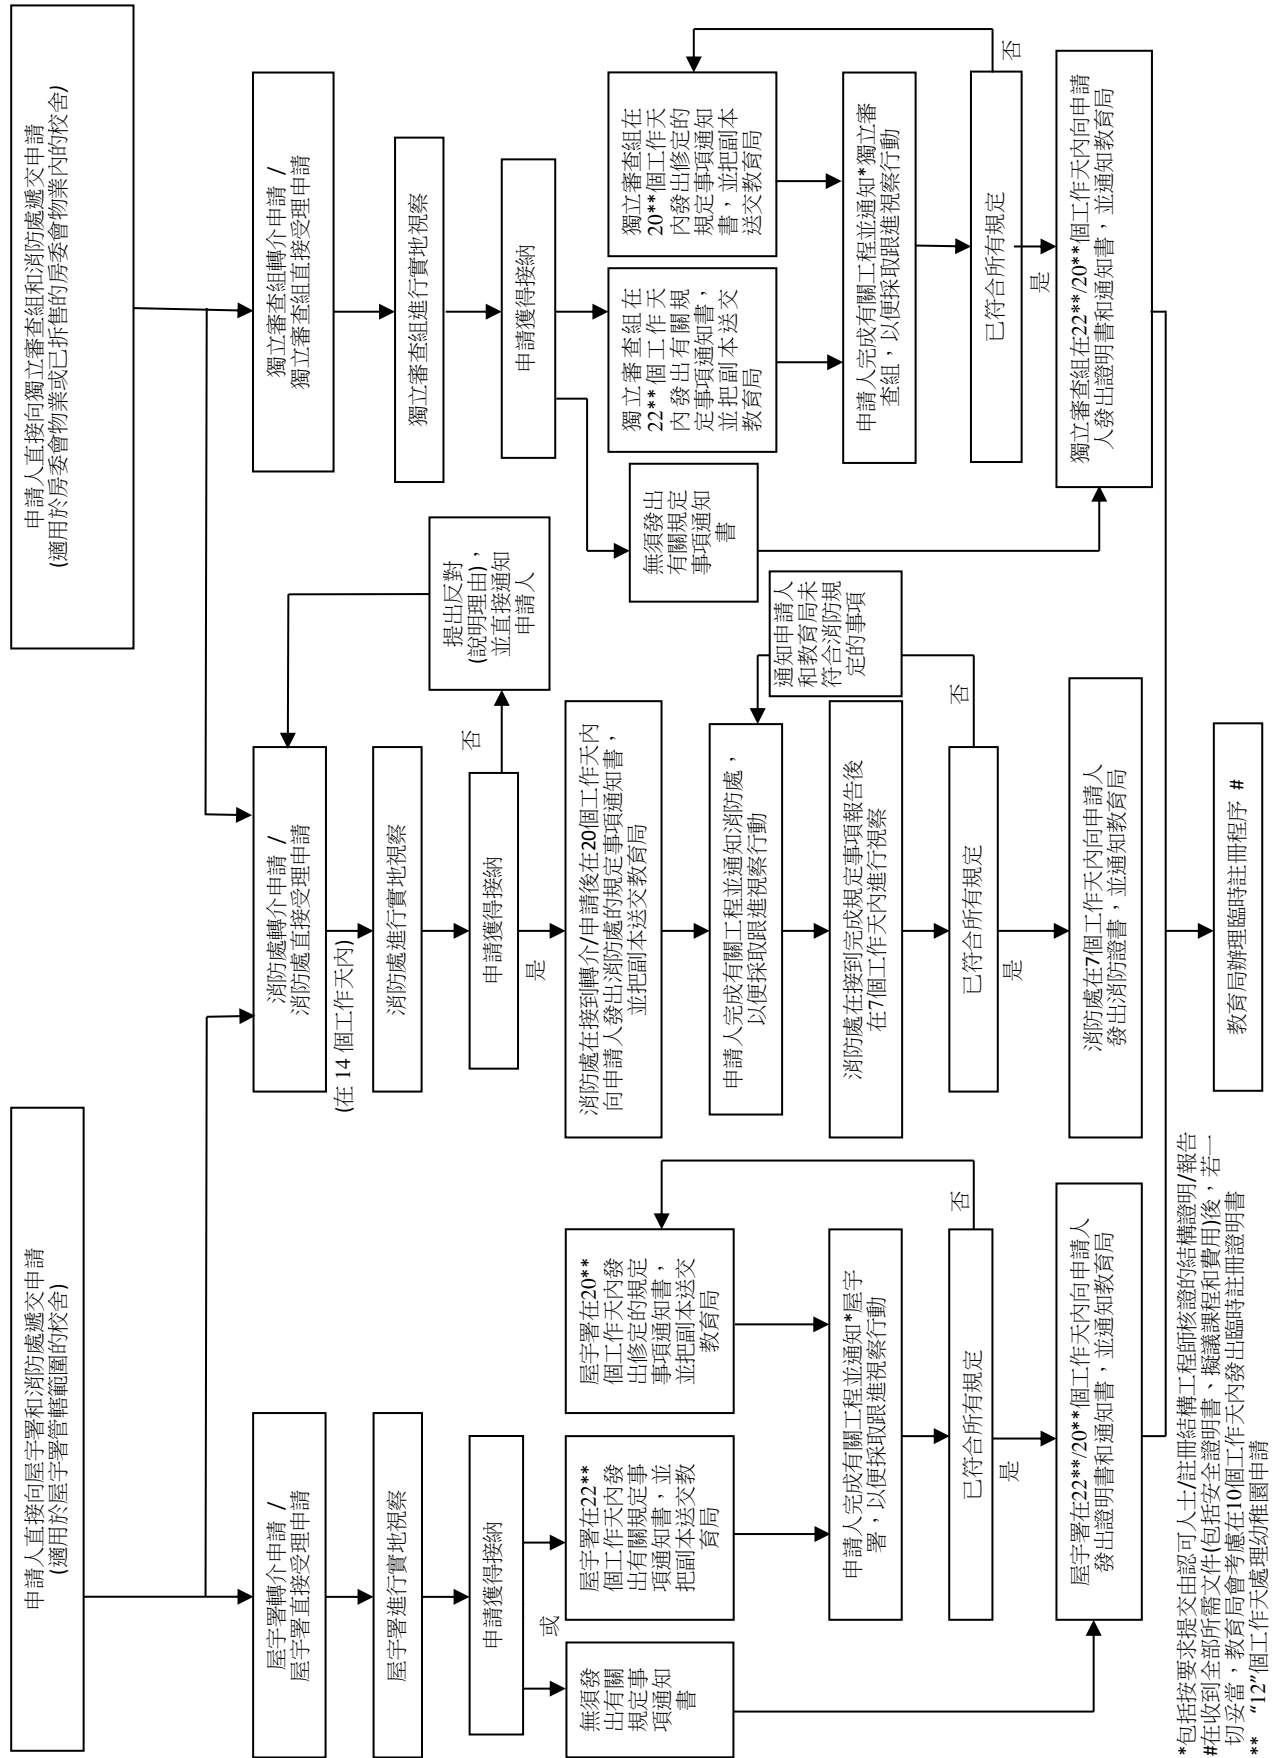 申請人直接向屋宇署和消防處遞交申請
(適用於屋宇署管轄範圍的校舍)
申請人直接向獨立審查組和消防處遞交申請
(適用於房委會物業或已拆售的房委會物業內的校舍)
屋宇署轉介申請 /
屋宇署直接受理申請
屋宇署進行實地視察
申請獲得接納
或
無須發
出有關
規定事
項通知
書
屋宇署在22**
個工作天內發
出有關規定事
項通知書，並
把副本送交教
育局
屋宇署在20**
個工作天內發
出修定的規定
事項通知書，
並把副本送交
教育局
申請人完成有關工程並通知*屋宇
署，以便採取跟進視察行動
已符合所有規定
否
是
屋宇署在22**/20**個工作天內向申請人
發出證明書和通知書，並通知教育局
消防處轉介申請 /
消防處直接受理申請
(在 14 個工作天內)
消防處進行實地視察
申請獲得接納
否
是
提出反對
(說明理由)，
並直接通知
申請人
消防處在接到轉介/申請後在20個工作天內
向申請人發出消防處的規定事項通知書，
並把副本送交教育局
申請人完成有關工程並通知消防處，
以便採取跟進視察行動
通知申請人
和教育局未
符合消防規
定的事項
消防處在接到完成規定事項報告後
在7個工作天內進行視察
已符合所有規定
否
是
消防處在7個工作天內向申請人
發出消防證書，並通知教育局
獨立審查組轉介申請 /
獨立審查組直接受理申請
獨立審查組進行實地視察
申請獲得接納
無須發出
有關規定
事項通知
書
獨立審查組在
22**個工作天
內發出有關規
定事項通知書，
並把副本送交
教育局
獨立審查組在
20**個工作天
內發出修定的
規定事項通知
書，並把副本
送交教育局
申請人完成有關工程並通知*獨立審
查組，以便採取跟進視察行動
已符合所有規定
否
是
獨立審查組在22**/20**個工作天內向申請
人發出證明書和通知書，並通知教育局
教育局辦理臨時註冊程序 #
*包括按要求提交由認可人士/註冊結構工程師核證的結構證明/報告
#在收到全部所需文件(包括安全證明書、擬議課程和費用)後，若一
切妥當，教育局會考慮在10個工作天內發出臨時註冊證明書
** “12”個工作天處理幼稚園申請